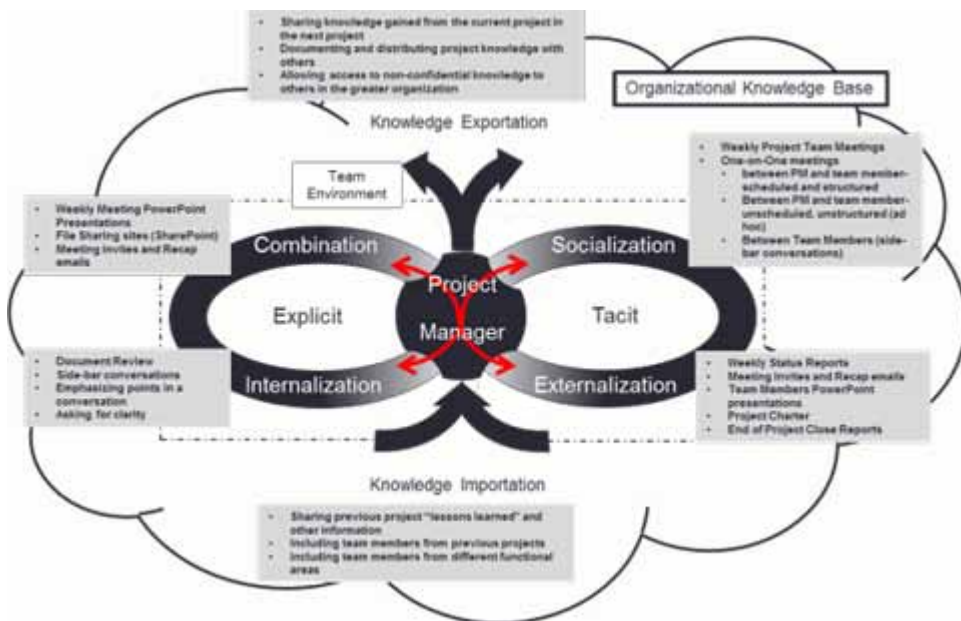 Sharing knowledge gained from the current project in
the next project
Documenting and distributing project knowledge with
others
Allowing access to non-confidential knowledge to
others in the greater organization
Organizational Knowledge Base
Knowledge Exportation
Team
Environment
Weekly Project Team Meetings
One-on-One meetings
between PM and team member-
scheduled and structured
Between PM and team member-
unscheduled, unstructured (ad
hoc)
Between Team Members (side-
bar conversations)
Weekly Meeting PowerPoint
Presentations
File Sharing sites (SharePoint)
Meeting Invites and Recap
emails
Combination
Socialization
Project
Manager
Explicit
Tacit
Internalization
Externalization
Document Review
Side-bar conversations
Emphasizing points in a
conversation
Asking for clarity
Weekly Status Reports
Meeting Invites and Recap emails
Team Members PowerPoint
presentations
Project Charter
End of Project Close Reports
Knowledge Importation
Sharing previous project "lessons learned" and
other information
Including team members from previous projects
Including team members from different functional
areas